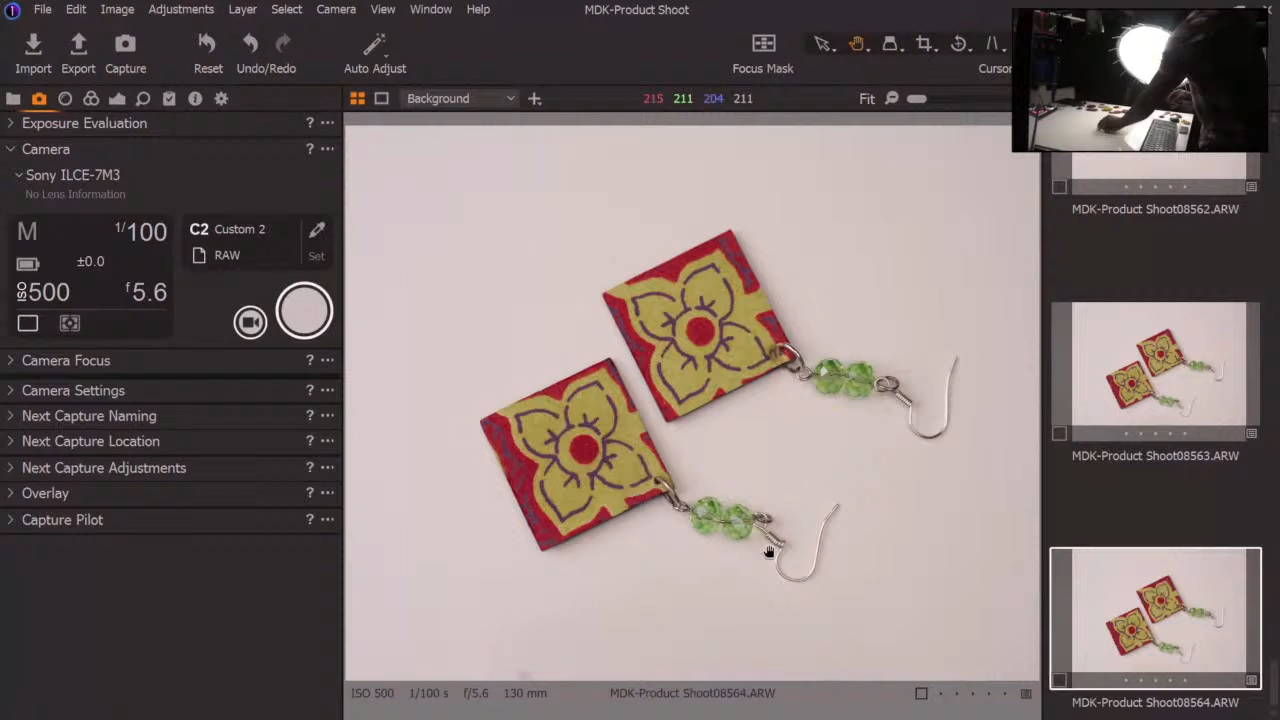 File Edit Image Adjustments Layer Select Camera View Window Help MDK-Product Shoot
Import Export Capture Reset Undo/Redo Auto Adjust Focus Mask Cursor
Background 215 211 204 211 Fit
Exposure Evaluation ? ...
Camera ? ...
Sony ILCE-7M3
No Lens Information
M 1/100 C2 Custom 2
±0.0 RAW Set
ISO 500 f 5.6
Camera Focus ? ...
Camera Settings ? ...
Next Capture Naming ? ...
Next Capture Location ? ...
Next Capture Adjustments ? ...
Overlay ? ...
Capture Pilot ? ...
ISO 500 1/100 s f/5.6 130 mm MDK-Product Shoot08564.ARW
MDK-Product Shoot08562.ARW
MDK-Product Shoot08563.ARW
MDK-Product Shoot08564.ARW